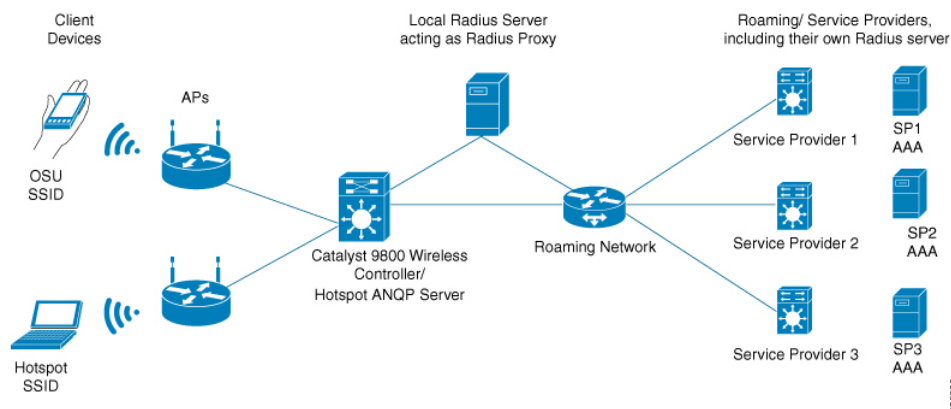 Client
Devices
Local Radius Server
acting as Radius Proxy
Roaming/ Service Providers,
including their own Radius server
APs
OSU
SSID
Service Provider 1
SP1
AAA
Catalyst 9800 Wireless
Controller/
Hotspot ANQP Server
Roaming Network
Service Provider 2
SP2
AAA
Hotspot
SSID
Service Provider 3
SP3
AAA